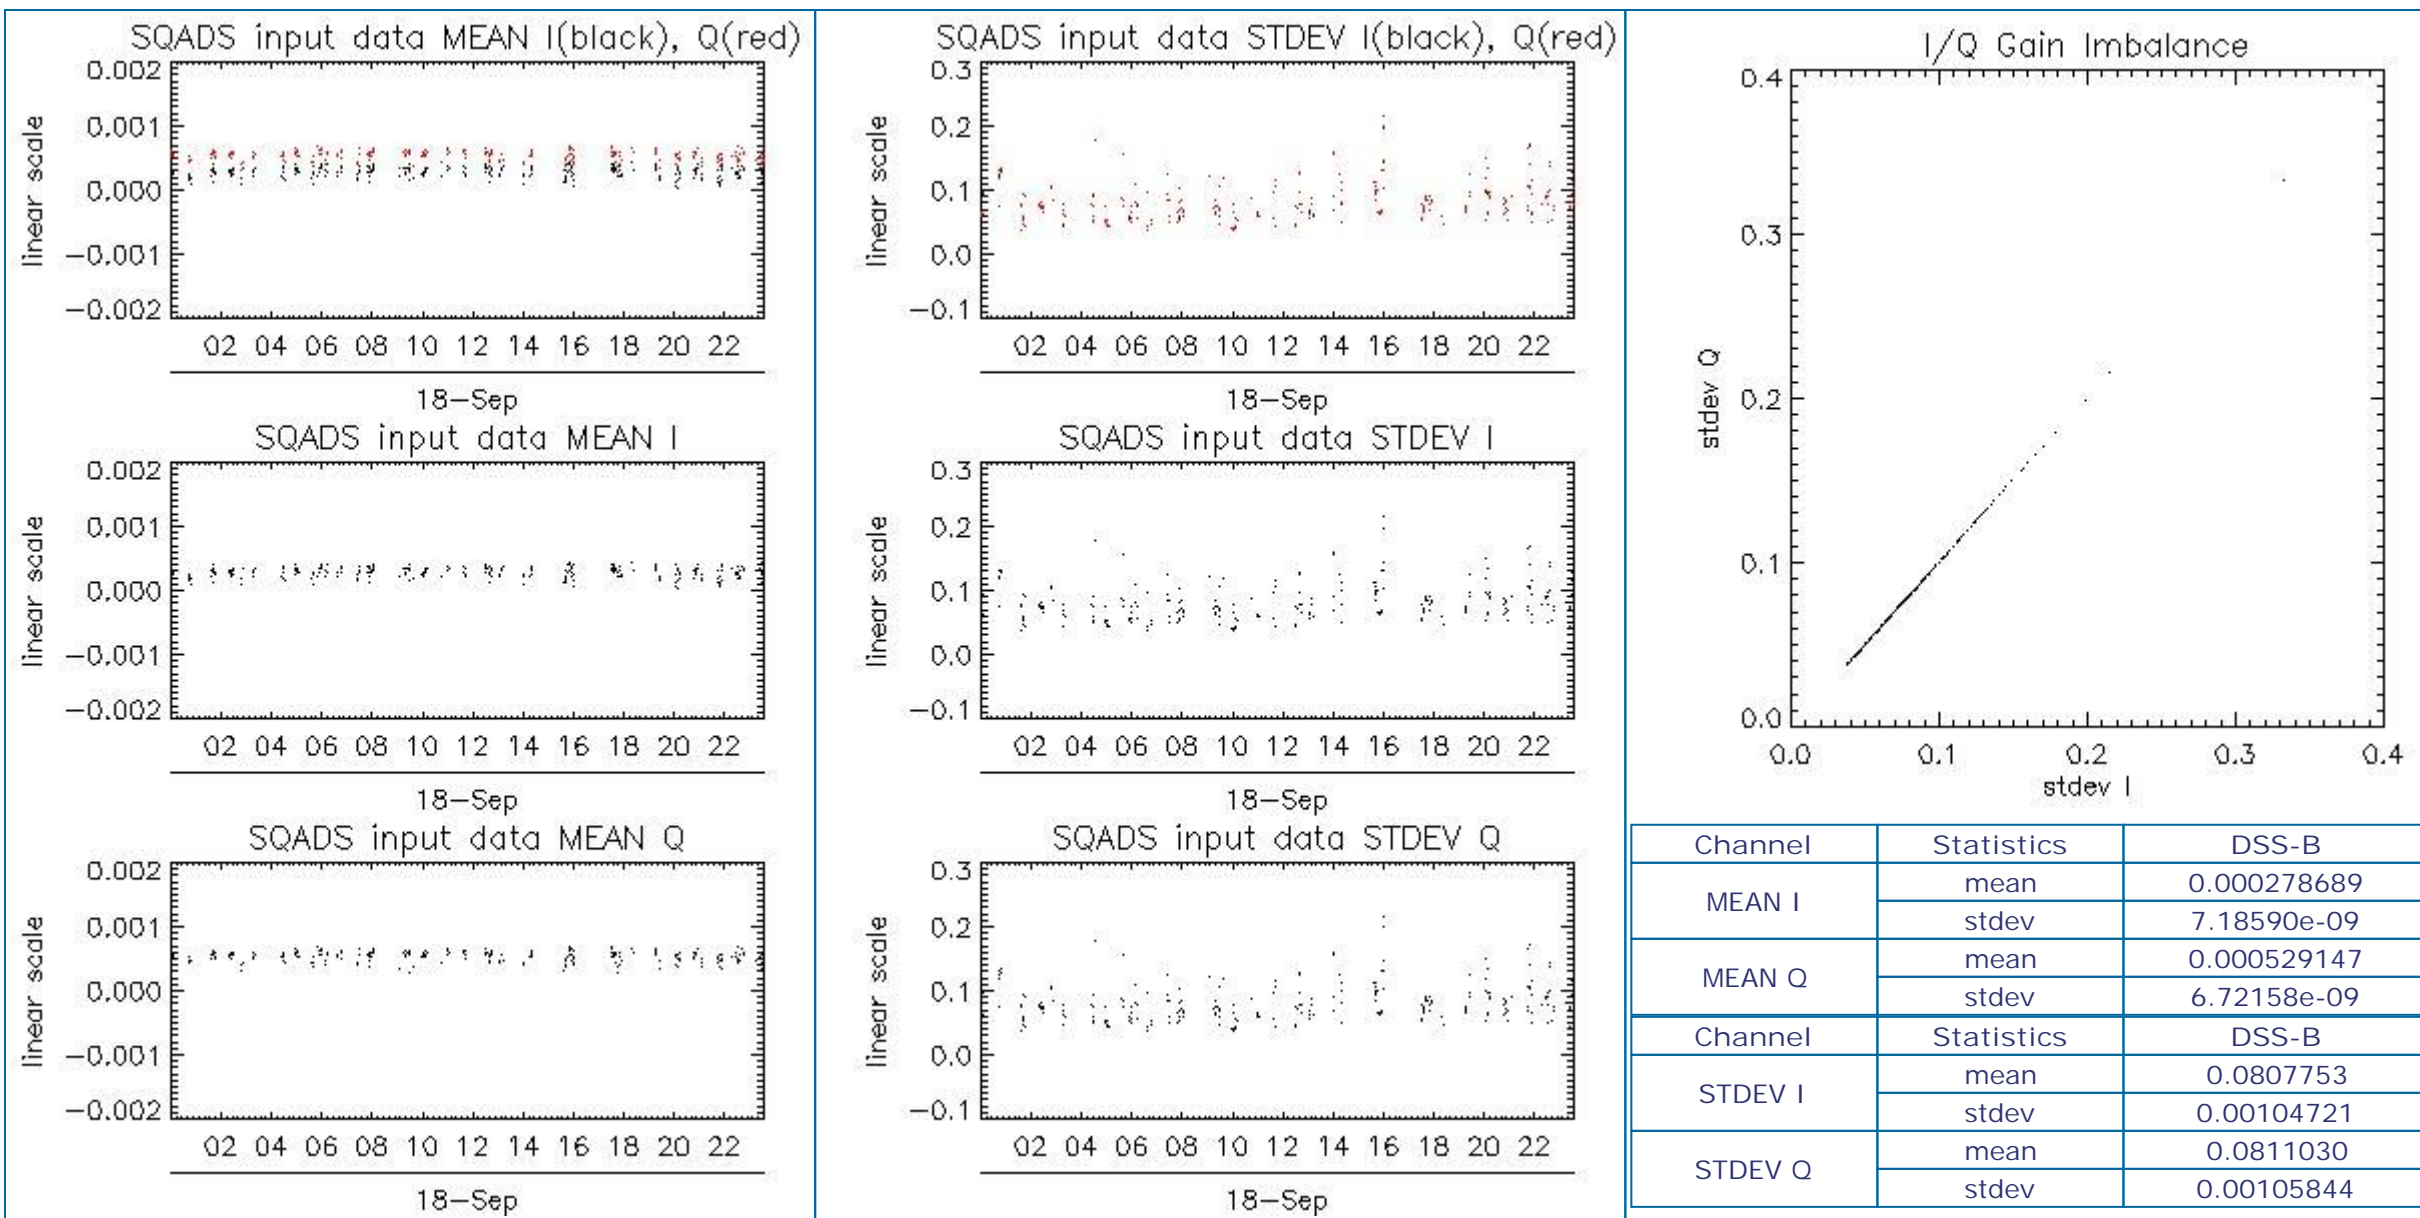 SQADS input data MEAN I(black), Q(red)
0.002
0.001
0.000
−0.001
−0.002
linear scale
02 04 06 08 10 12 14 16 18 20 22
18−Sep
SQADS input data MEAN I
0.002
0.001
0.000
−0.001
−0.002
linear scale
02 04 06 08 10 12 14 16 18 20 22
18−Sep
SQADS input data MEAN Q
0.002
0.001
0.000
−0.001
−0.002
linear scale
02 04 06 08 10 12 14 16 18 20 22
18−Sep
SQADS input data STDEV I(black), Q(red)
0.3
0.2
0.1
0.0
−0.1
linear scale
02 04 06 08 10 12 14 16 18 20 22
18−Sep
SQADS input data STDEV I
0.3
0.2
0.1
0.0
−0.1
linear scale
02 04 06 08 10 12 14 16 18 20 22
18−Sep
SQADS input data STDEV Q
0.3
0.2
0.1
0.0
−0.1
linear scale
02 04 06 08 10 12 14 16 18 20 22
18−Sep
I/Q Gain Imbalance
0.4
0.3
0.2
0.1
0.0
stdev Q
0.0 0.1 0.2 0.3 0.4
stdev I
Channel Statistics DSS-B
MEAN I mean 0.000278689
stdev 7.18590e-09
MEAN Q mean 0.000529147
stdev 6.72158e-09
Channel Statistics DSS-B
STDEV I mean 0.0807753
stdev 0.00104721
STDEV Q mean 0.0811030
stdev 0.00105844